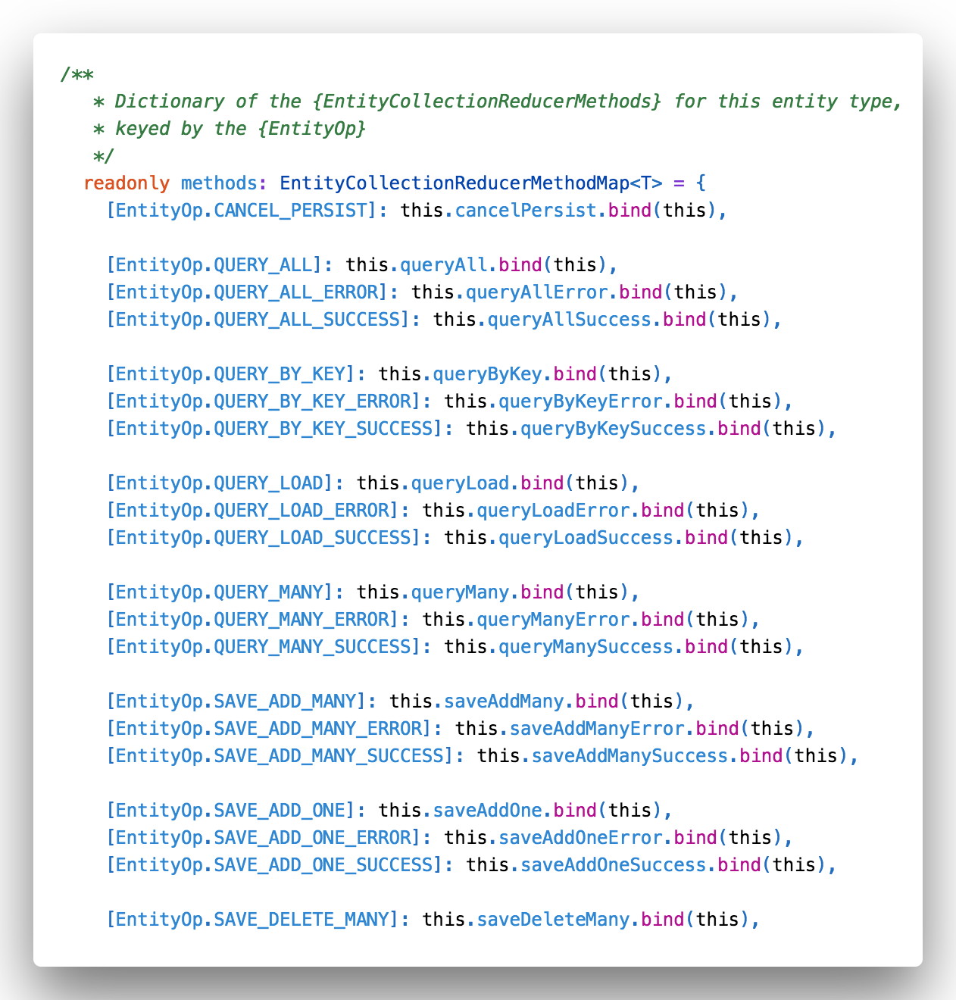 /**
* Dictionary of the {EntityCollectionReducerMethods} for this entity type,
* keyed by the {EntityOp}
*/
readonly methods: EntityCollectionReducerMethodMap<T> = {
[EntityOp.CANCEL_PERSIST]: this.cancelPersist.bind(this),
[EntityOp.QUERY_ALL]: this.queryAll.bind(this),
[EntityOp.QUERY_ALL_ERROR]: this.queryAllError.bind(this),
[EntityOp.QUERY_ALL_SUCCESS]: this.queryAllSuccess.bind(this),
[EntityOp.QUERY_BY_KEY]: this.queryByKey.bind(this),
[EntityOp.QUERY_BY_KEY_ERROR]: this.queryByKeyError.bind(this),
[EntityOp.QUERY_BY_KEY_SUCCESS]: this.queryByKeySuccess.bind(this),
[EntityOp.QUERY_LOAD]: this.queryLoad.bind(this),
[EntityOp.QUERY_LOAD_ERROR]: this.queryLoadError.bind(this),
[EntityOp.QUERY_LOAD_SUCCESS]: this.queryLoadSuccess.bind(this),
[EntityOp.QUERY_MANY]: this.queryMany.bind(this),
[EntityOp.QUERY_MANY_ERROR]: this.queryManyError.bind(this),
[EntityOp.QUERY_MANY_SUCCESS]: this.queryManySuccess.bind(this),
[EntityOp.SAVE_ADD_MANY]: this.saveAddMany.bind(this),
[EntityOp.SAVE_ADD_MANY_ERROR]: this.saveAddManyError.bind(this),
[EntityOp.SAVE_ADD_MANY_SUCCESS]: this.saveAddManySuccess.bind(this),
[EntityOp.SAVE_ADD_ONE]: this.saveAddOne.bind(this),
[EntityOp.SAVE_ADD_ONE_ERROR]: this.saveAddOneError.bind(this),
[EntityOp.SAVE_ADD_ONE_SUCCESS]: this.saveAddOneSuccess.bind(this),
[EntityOp.SAVE_DELETE_MANY]: this.saveDeleteMany.bind(this),